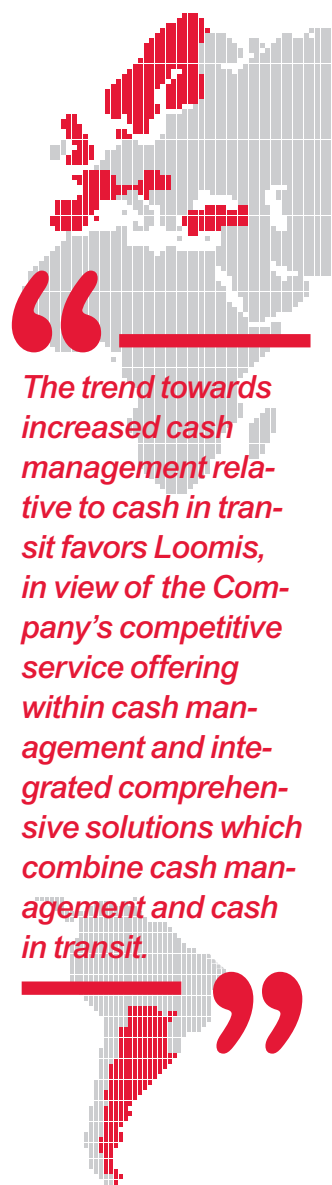 “
The trend towards
increased cash
management rela-
tive to cash in tran-
sit favors Loomis,
in view of the Com-
pany’s competitive
service offering
within cash man-
agement and inte-
grated comprehen-
sive solutions which
combine cash man-
agement and cash
in transit.
”